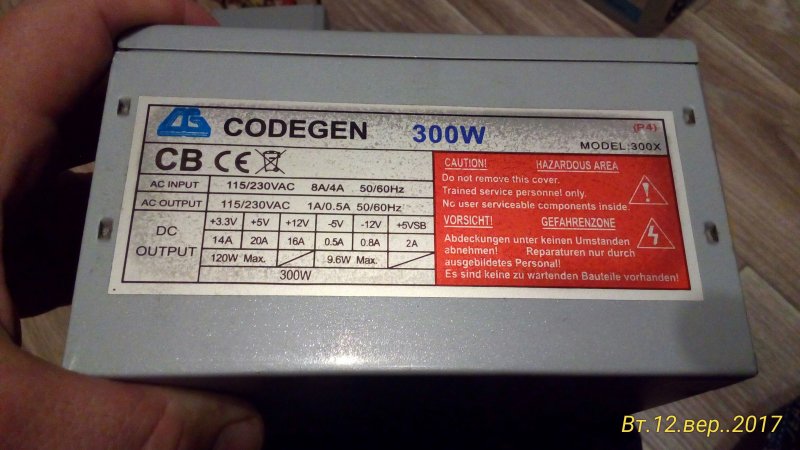 CODEGEN 300W (P4)
MODEL:300X
CB CE
AC INPUT 115/230VAC 8A/4A 50/60Hz
AC OUTPUT 115/230VAC 1A/0.5A 50/60Hz
DC OUTPUT
+3.3V +5V +12V -5V -12V +5VSB
14A 20A 16A 0.5A 0.8A 2A
120W Max. 9.6W Max.
300W
CAUTION! HAZARDOUS AREA
Do not remove this cover.
Trained service personnel only.
No user serviceable components inside.
VORSICHT! GEFAHRENZONE
Abdeckungen unter keinen Umstanden
abnehmen! Reparaturen nur durch
ausgebildetes Personal!
Es sind keine zu wartenden Bauteile vorhanden!
Вт.12.вер..2017